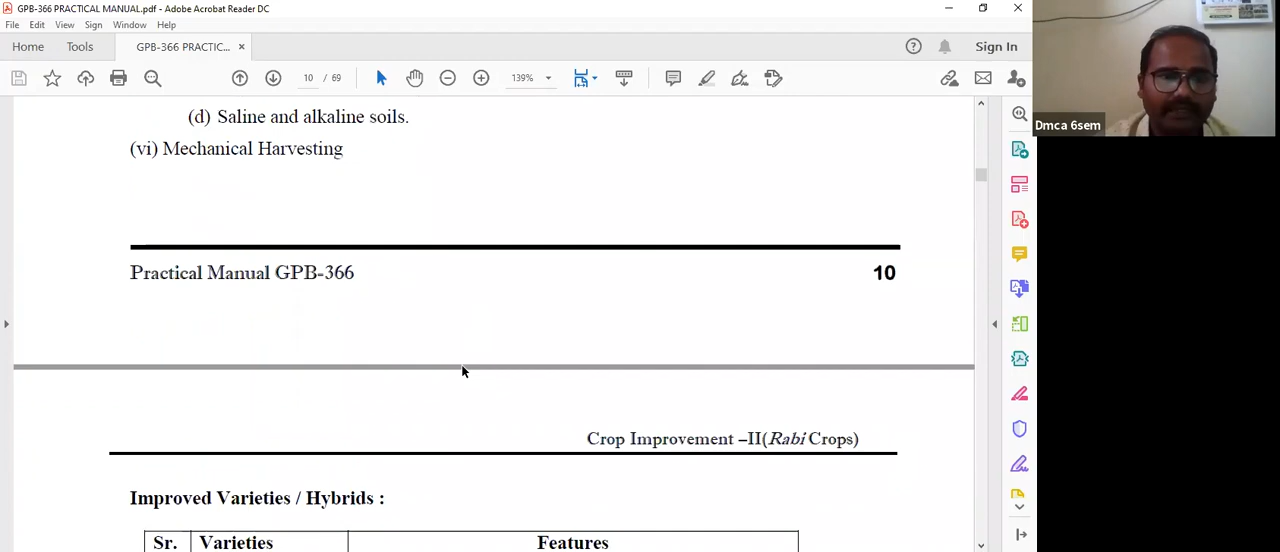 GPB-366 PRACTICAL MANUAL.pdf - Adobe Acrobat Reader DC
File Edit View Sign Window Help
Home Tools GPB-366 PRACTIC... × Sign In
10 / 69 139%
(d) Saline and alkaline soils.
(vi) Mechanical Harvesting
Practical Manual GPB-366 10
Crop Improvement –II(Rabi Crops)
Improved Varieties / Hybrids :
Sr. Varieties Features
Dmca 6sem